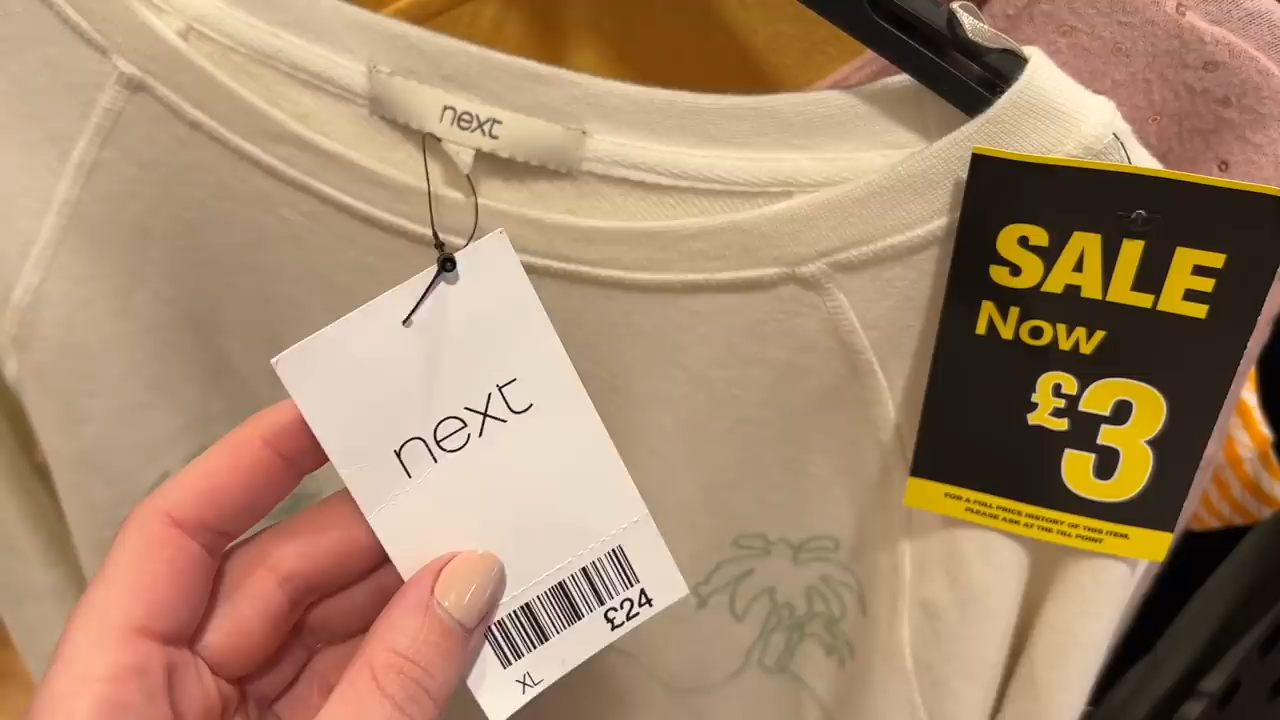 next
next
£24
XL
SALE
Now
£3
FOR A FULL PRICE HISTORY OF THIS ITEM,
PLEASE ASK AT THE TILL POINT